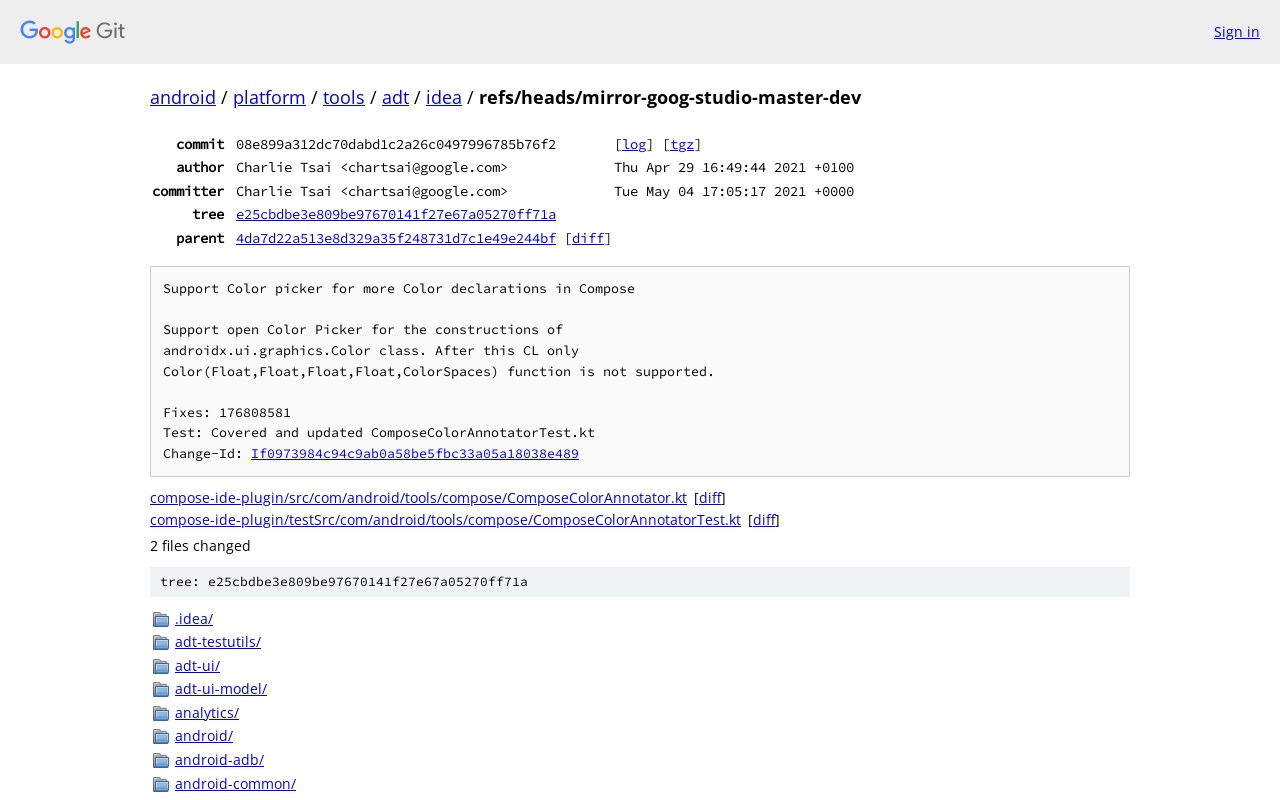 Google Git
Sign in
android / platform / tools / adt / idea / refs/heads/mirror-goog-studio-master-dev
commit 08e899a312dc70dabd1c2a26c0497996785b76f2 [log] [tgz]
author Charlie Tsai <chartsai@google.com> Thu Apr 29 16:49:44 2021 +0100
committer Charlie Tsai <chartsai@google.com> Tue May 04 17:05:17 2021 +0000
tree e25cbdbe3e809be97670141f27e67a05270ff71a
parent 4da7d22a513e8d329a35f248731d7c1e49e244bf [diff]
Support Color picker for more Color declarations in Compose
Support open Color Picker for the constructions of
androidx.ui.graphics.Color class. After this CL only
Color(Float,Float,Float,Float,ColorSpaces) function is not supported.
Fixes: 176808581
Test: Covered and updated ComposeColorAnnotatorTest.kt
Change-Id: If0973984c94c9ab0a58be5fbc33a05a18038e489
compose-ide-plugin/src/com/android/tools/compose/ComposeColorAnnotator.kt [diff]
compose-ide-plugin/testSrc/com/android/tools/compose/ComposeColorAnnotatorTest.kt [diff]
2 files changed
tree: e25cbdbe3e809be97670141f27e67a05270ff71a
.idea/
adt-testutils/
adt-ui/
adt-ui-model/
analytics/
android/
android-adb/
android-common/